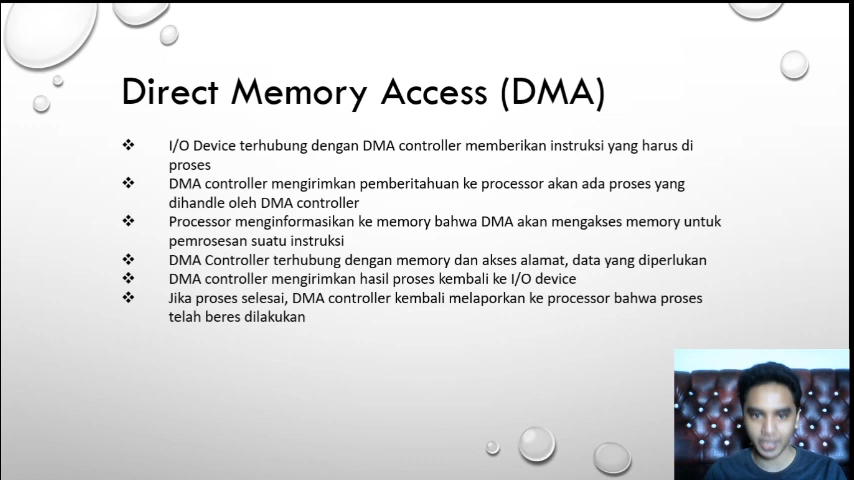 Direct Memory Access (DMA)
❖ I/O Device terhubung dengan DMA controller memberikan instruksi yang harus di
proses
❖ DMA controller mengirimkan pemberitahuan ke processor akan ada proses yang
dihandle oleh DMA controller
❖ Processor menginformasikan ke memory bahwa DMA akan mengakses memory untuk
pemrosesan suatu instruksi
❖ DMA Controller terhubung dengan memory dan akses alamat, data yang diperlukan
❖ DMA controller mengirimkan hasil proses kembali ke I/O device
❖ Jika proses selesai, DMA controller kembali melaporkan ke processor bahwa proses
telah beres dilakukan